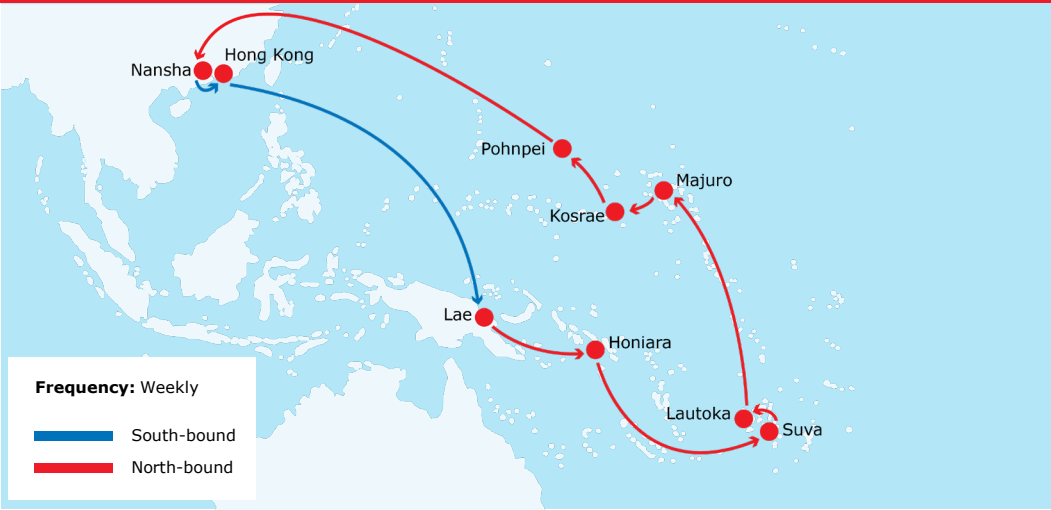 Hong Kong
Nansha
Pohnpei
Majuro
Kosrae
Lae
Honiara
Lautoka
Suva
Frequency: Weekly
South-bound
North-bound